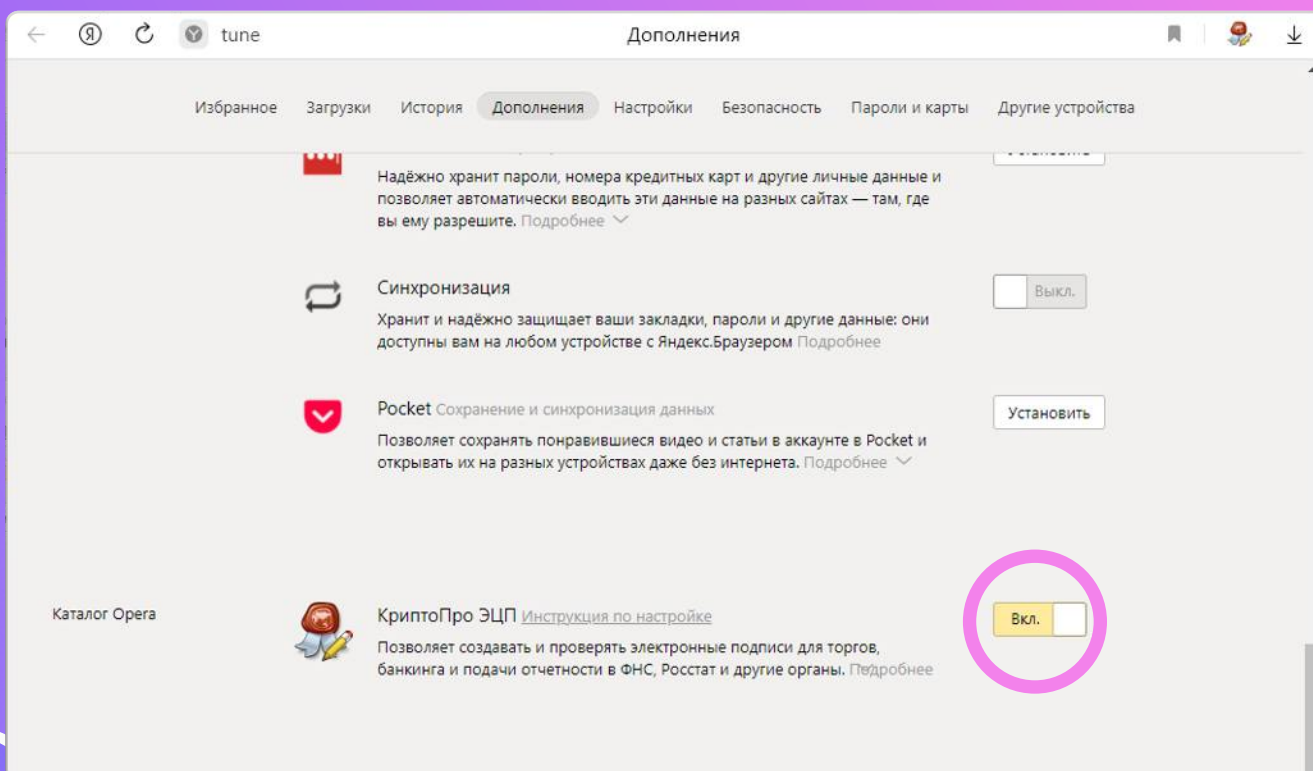 tune
Дополнения
Избранное Загрузки История Дополнения Настройки Безопасность Пароли и карты Другие устройства
Надёжно хранит пароли, номера кредитных карт и другие личные данные и
позволяет автоматически вводить эти данные на разных сайтах — там, где
вы ему разрешите. Подробнее
Синхронизация
Выкл.
Хранит и надёжно защищает ваши закладки, пароли и другие данные: они
доступны вам на любом устройстве с Яндекс.Браузером Подробнее
Pocket Сохранение и синхронизация данных
Установить
Позволяет сохранять понравившиеся видео и статьи в аккаунте в Pocket и
открывать их на разных устройствах даже без интернета. Подробнее
Каталог Opera
КриптоПро ЭЦП Инструкция по настройке
Вкл.
Позволяет создавать и проверять электронные подписи для торгов,
банкинга и подачи отчетности в ФНС, Росстат и другие органы. Подробнее